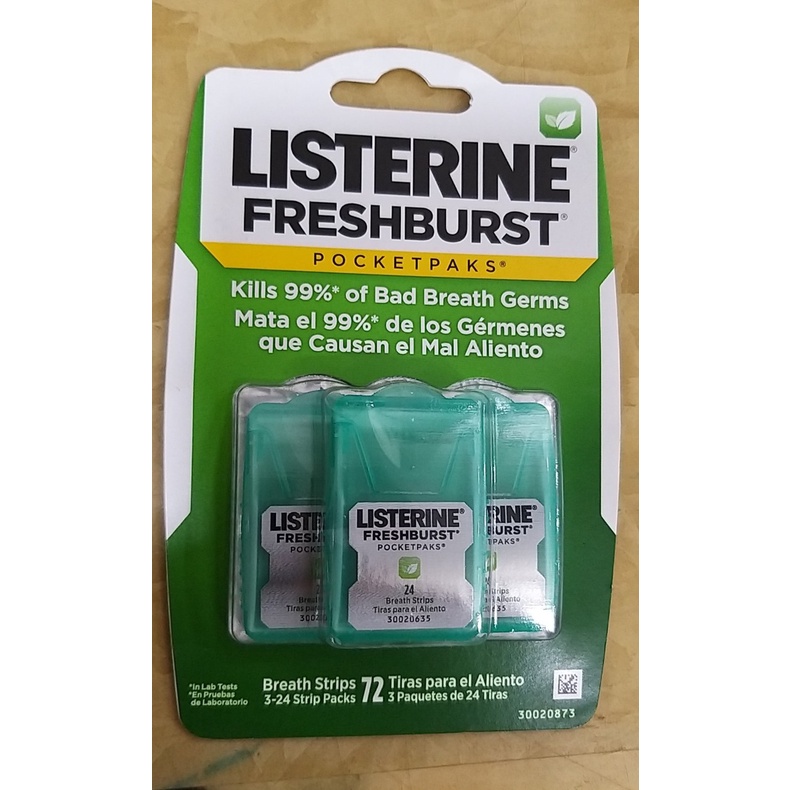 LISTERINE®
FRESHBURST®
POCKETPAKS®
Kills 99%* of Bad Breath Germs
Mata el 99%* de los Gérmenes
que Causan el Mal Aliento
LISTERINE®
FRESHBURST®
POCKETPAKS®
24
Breath Strips
Tiras para el Aliento
30020635
*In Lab Tests
*En Pruebas
de Laboratorio
Breath Strips 72 Tiras para el Aliento
3-24 Strip Packs 3 Paquetes de 24 Tiras
30020873